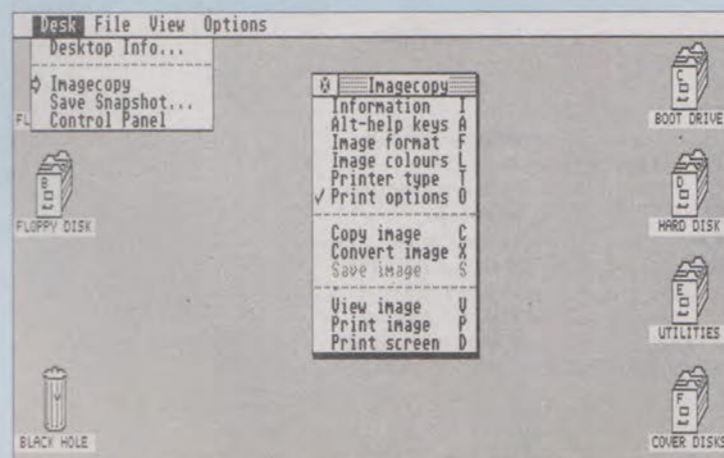 Desk File View Options
Desktop Info...
Imagecopy
Save Snapshot...
Control Panel
FL
B
FLOPPY DISK
BLACK HOLE
Imagecopy
Information I
Alt-help keys A
Image format F
Image colours L
Printer type T
✓ Print options O
Copy image C
Convert image X
Save image S
View image V
Print image P
Print screen D
C
BOOT DRIVE
D
HARD DISK
E
UTILITIES
F
COVER DISKS